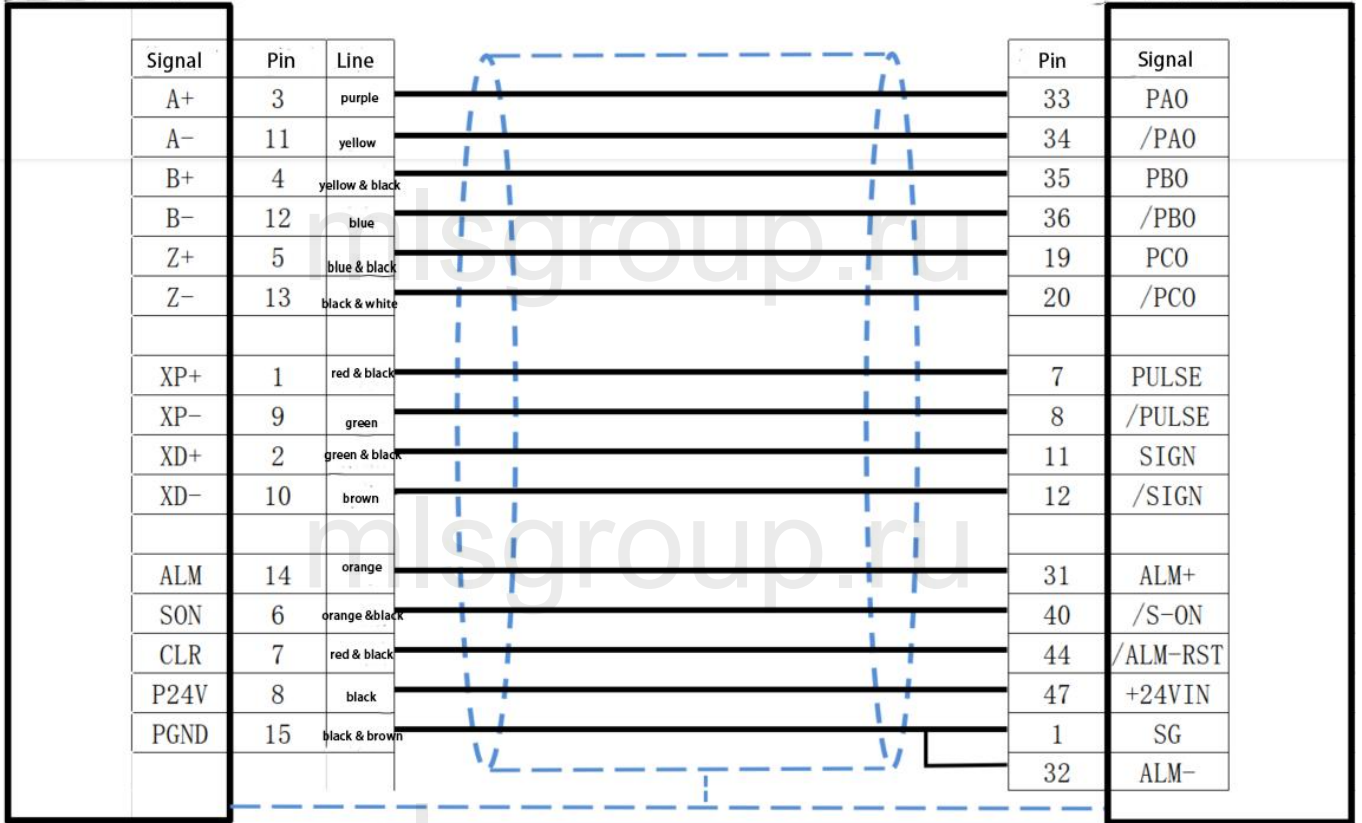 Signal Pin Line Pin Signal
A+ 3 purple 33 PAO
A- 11 yellow 34 /PAO
B+ 4 yellow & black 35 PBO
B- 12 blue 36 /PBO
Z+ 5 blue & black 19 PCO
Z- 13 black & white 20 /PCO
XP+ 1 red & black 7 PULSE
XP- 9 green 8 /PULSE
XD+ 2 green & black 11 SIGN
XD- 10 brown 12 /SIGN
ALM 14 orange 31 ALM+
SON 6 orange &black 40 /S-ON
CLR 7 red & black 44 /ALM-RST
P24V 8 black 47 +24VIN
PGND 15 black & brown 1 SG
32 ALM-
mlsgroup.ru
mlsgroup.ru